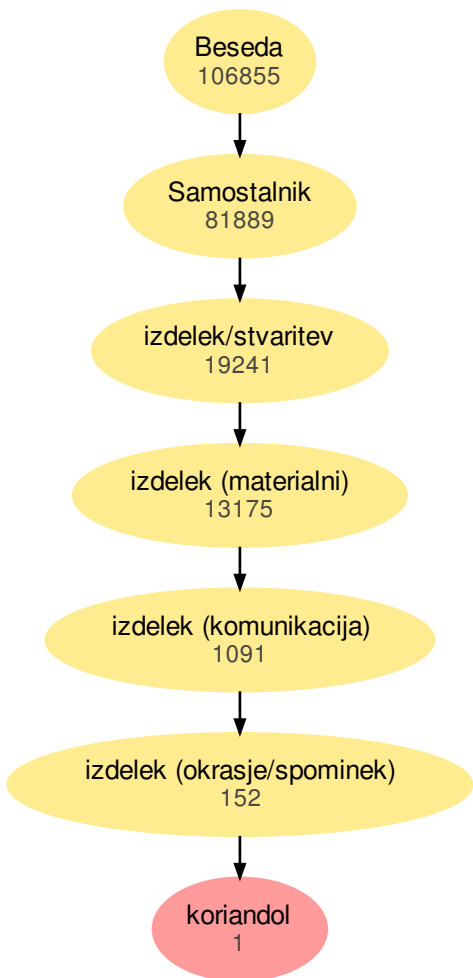 Beseda
106855
Samostalnik
81889
izdelek/stvaritev
19241
izdelek (materialni)
13175
izdelek (komunikacija)
1091
izdelek (okrasje/spominek)
152
koriandol
1